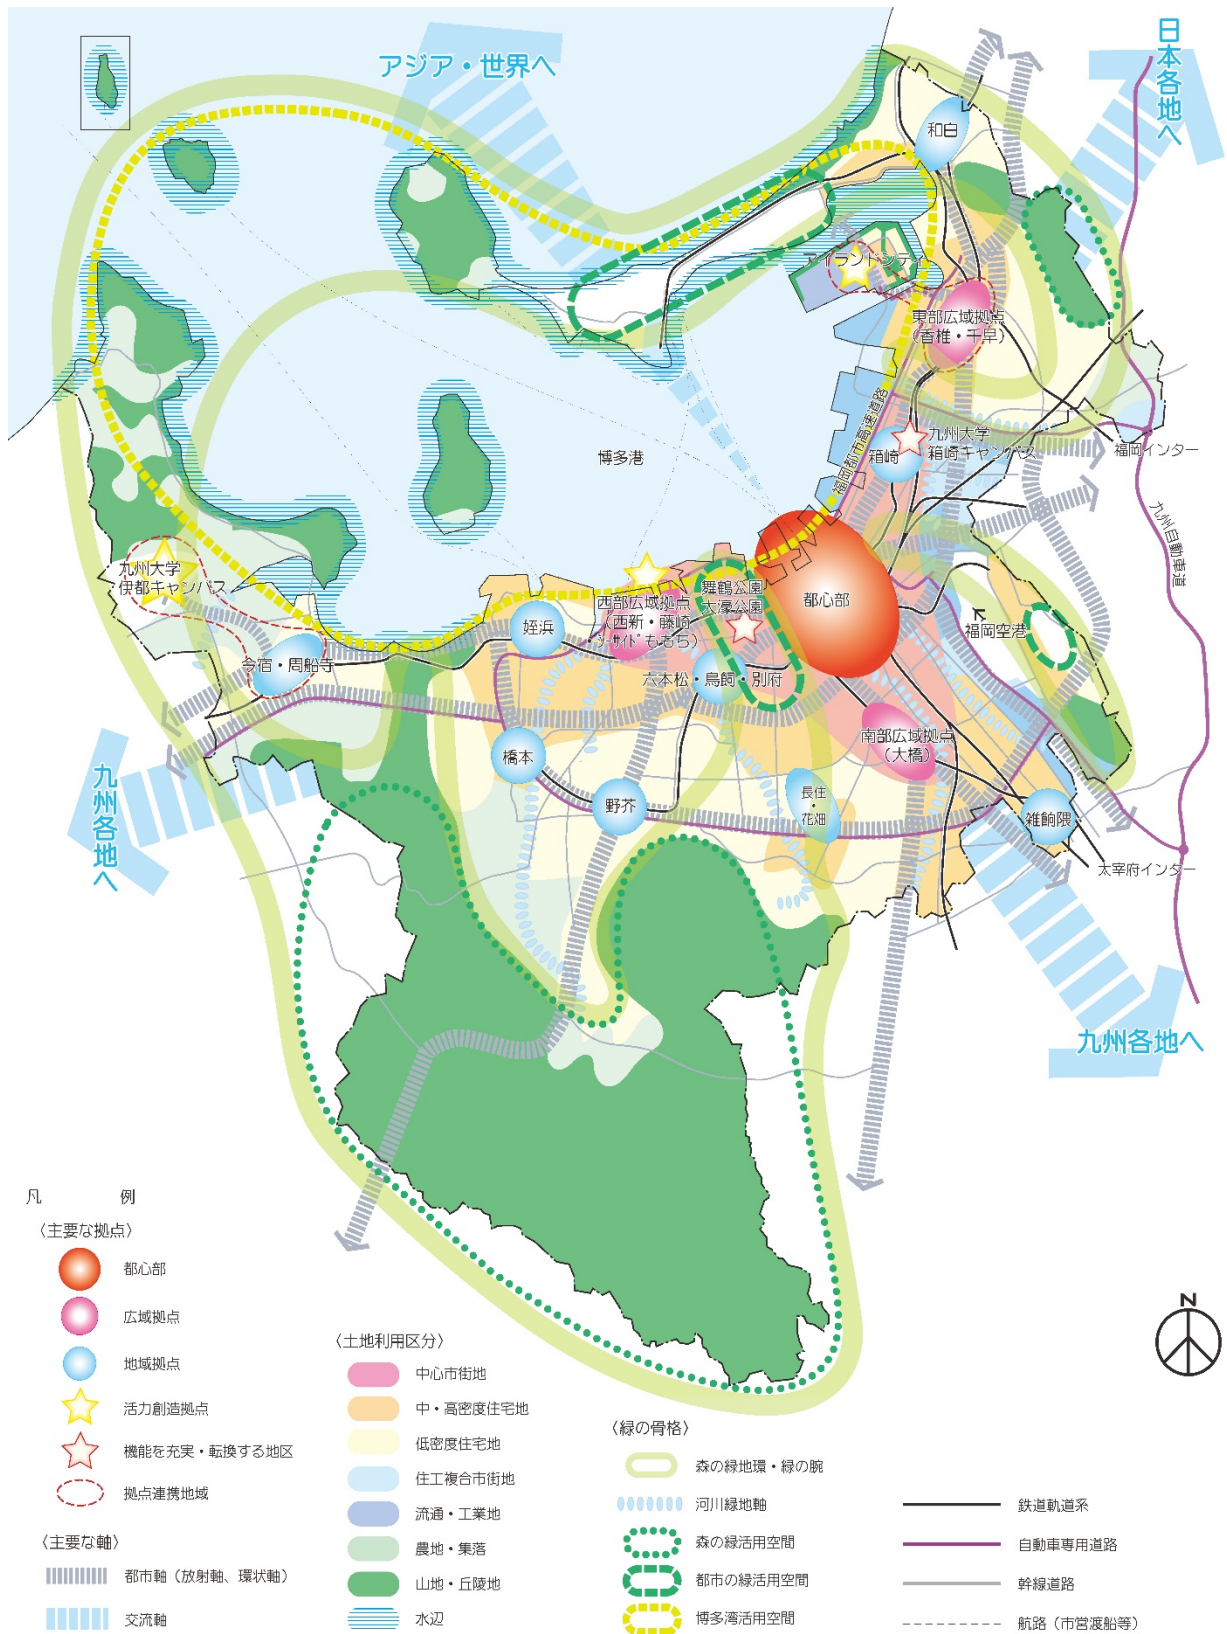 アジア・世界へ
日本各地へ
和白
アイランドシティ
東部広域拠点
（香椎・千早）
福岡都市高速道路
九州大学
箱崎キャンパス
箱崎
福岡インター
博多港
九州自動車道
九州大学
伊都キャンパス
西部広域拠点
（西新・藤崎
シーサイドももち）
舞鶴公園
大濠公園
都心部
福岡空港
姪浜
今宿・周船寺
六本松・鳥飼・別府
南部広域拠点
（大橋）
橋本
野芥
長住
・
花畑
雑餉隈
太宰府インター
九州各地へ
九州各地へ
N
凡 例
〈主要な拠点〉
都心部
広域拠点
地域拠点
活力創造拠点
機能を充実・転換する地区
拠点連携地域
〈主要な軸〉
都市軸（放射軸、環状軸）
交流軸
〈土地利用区分〉
中心市街地
中・高密度住宅地
低密度住宅地
住工複合市街地
流通・工業地
農地・集落
山地・丘陵地
水辺
〈緑の骨格〉
森の緑地環・緑の腕
河川緑地軸
森の緑活用空間
都市の緑活用空間
博多湾活用空間
鉄道軌道系
自動車専用道路
幹線道路
航路（市営渡船等）